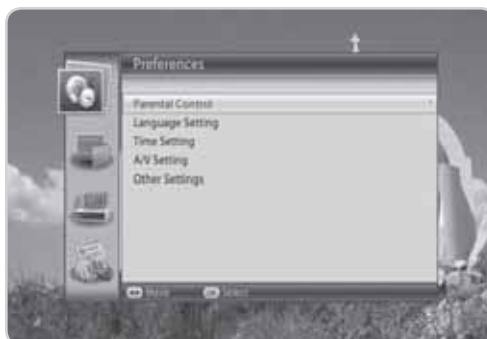 Preferences
Parental Control
Language Setting
Time Setting
A/V Setting
Other Settings
Move Select